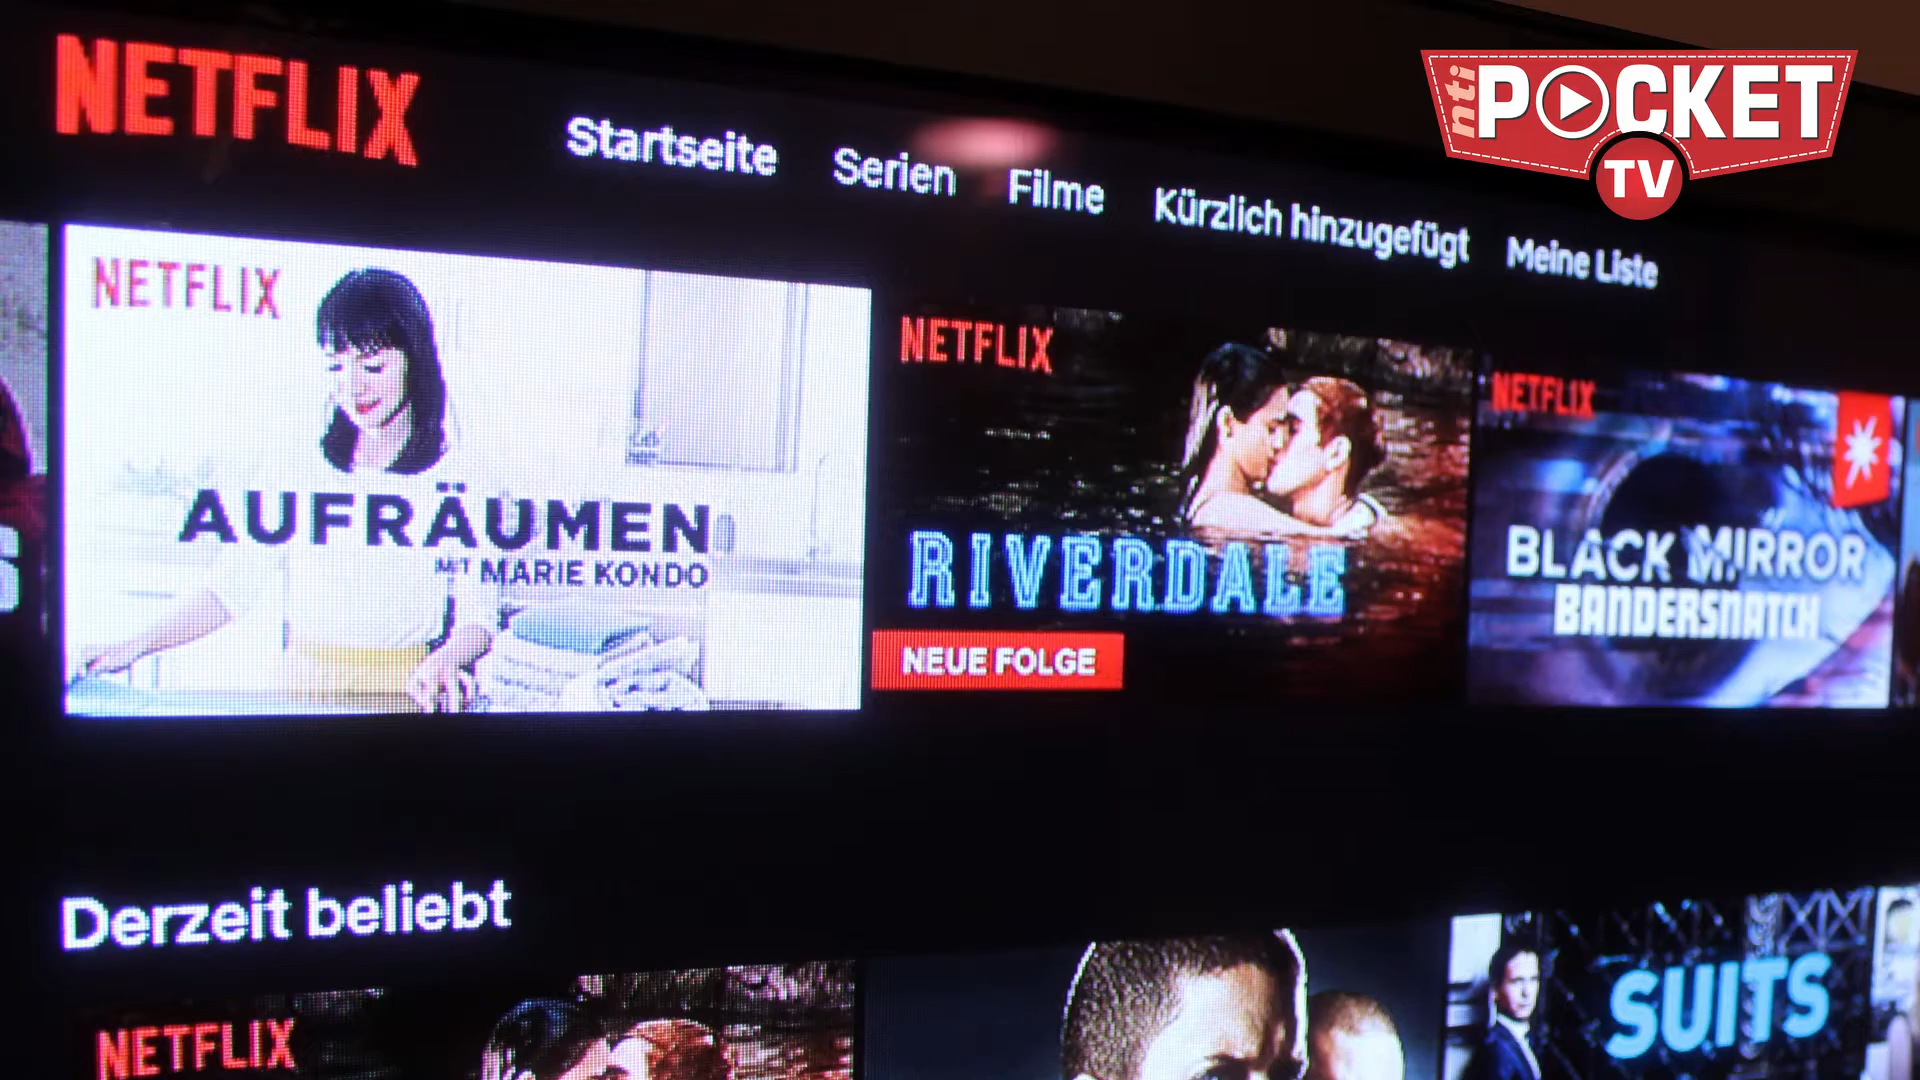 NETFLIX
Startseite
Serien
Filme
Kürzlich hinzugefügt
Meine Liste
nti POCKET
TV
NETFLIX
AUFRÄUMEN
MIT MARIE KONDO
NETFLIX
RIVERDALE
NEUE FOLGE
NETFLIX
BLACK MIRROR
BANDERSNATCH
Derzeit beliebt
NETFLIX
SUITS